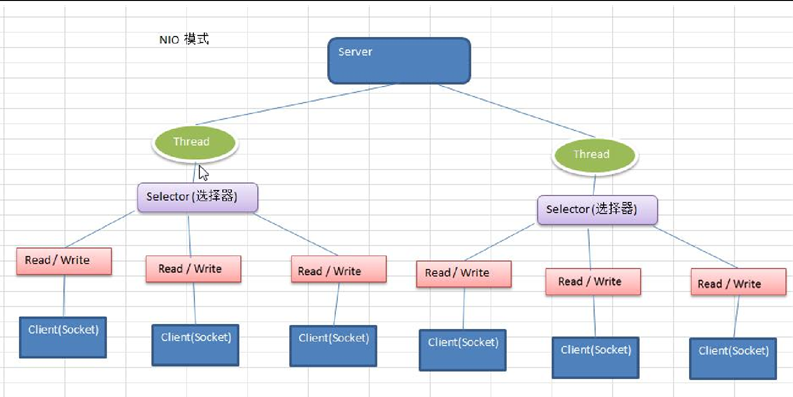 NIO 模式
Server
Thread
Thread
Selector(选择器)
Selector(选择器)
Read / Write
Read / Write
Read / Write
Read / Write
Read / Write
Read / Write
Client(Socket)
Client(Socket)
Client(Socket)
Client(Socket)
Client(Socket)
Client(Socket)